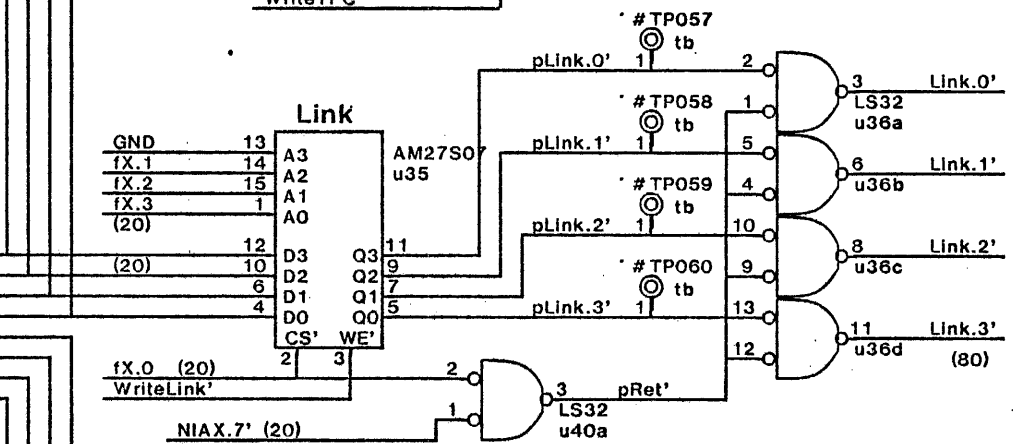 WriteTPC
# TP057
tb
pLink.0' 1 2 3 Link.0'
1 LS32
u36a
# TP058
tb
Link
GND 13 A3 AM27S07 pLink.1' 1 5 6 Link.1'
fX.1 14 A2 u35 u36b
fX.2 15 A1 # TP059 4
fX.3 1 A0 tb
(20) pLink.2' 1 10
12 D3 Q3 11 8 Link.2'
(20) 10 D2 Q2 9 # TP060 9 u36c
6 D1 Q1 7 tb
4 D0 Q0 5 pLink.3' 1 13
CS' WE' 11 Link.3'
2 3 12 u36d (80)
fX.0 (20) 2
WriteLink' 3 pRet'
1 LS32
NIAX.7' (20) u40a